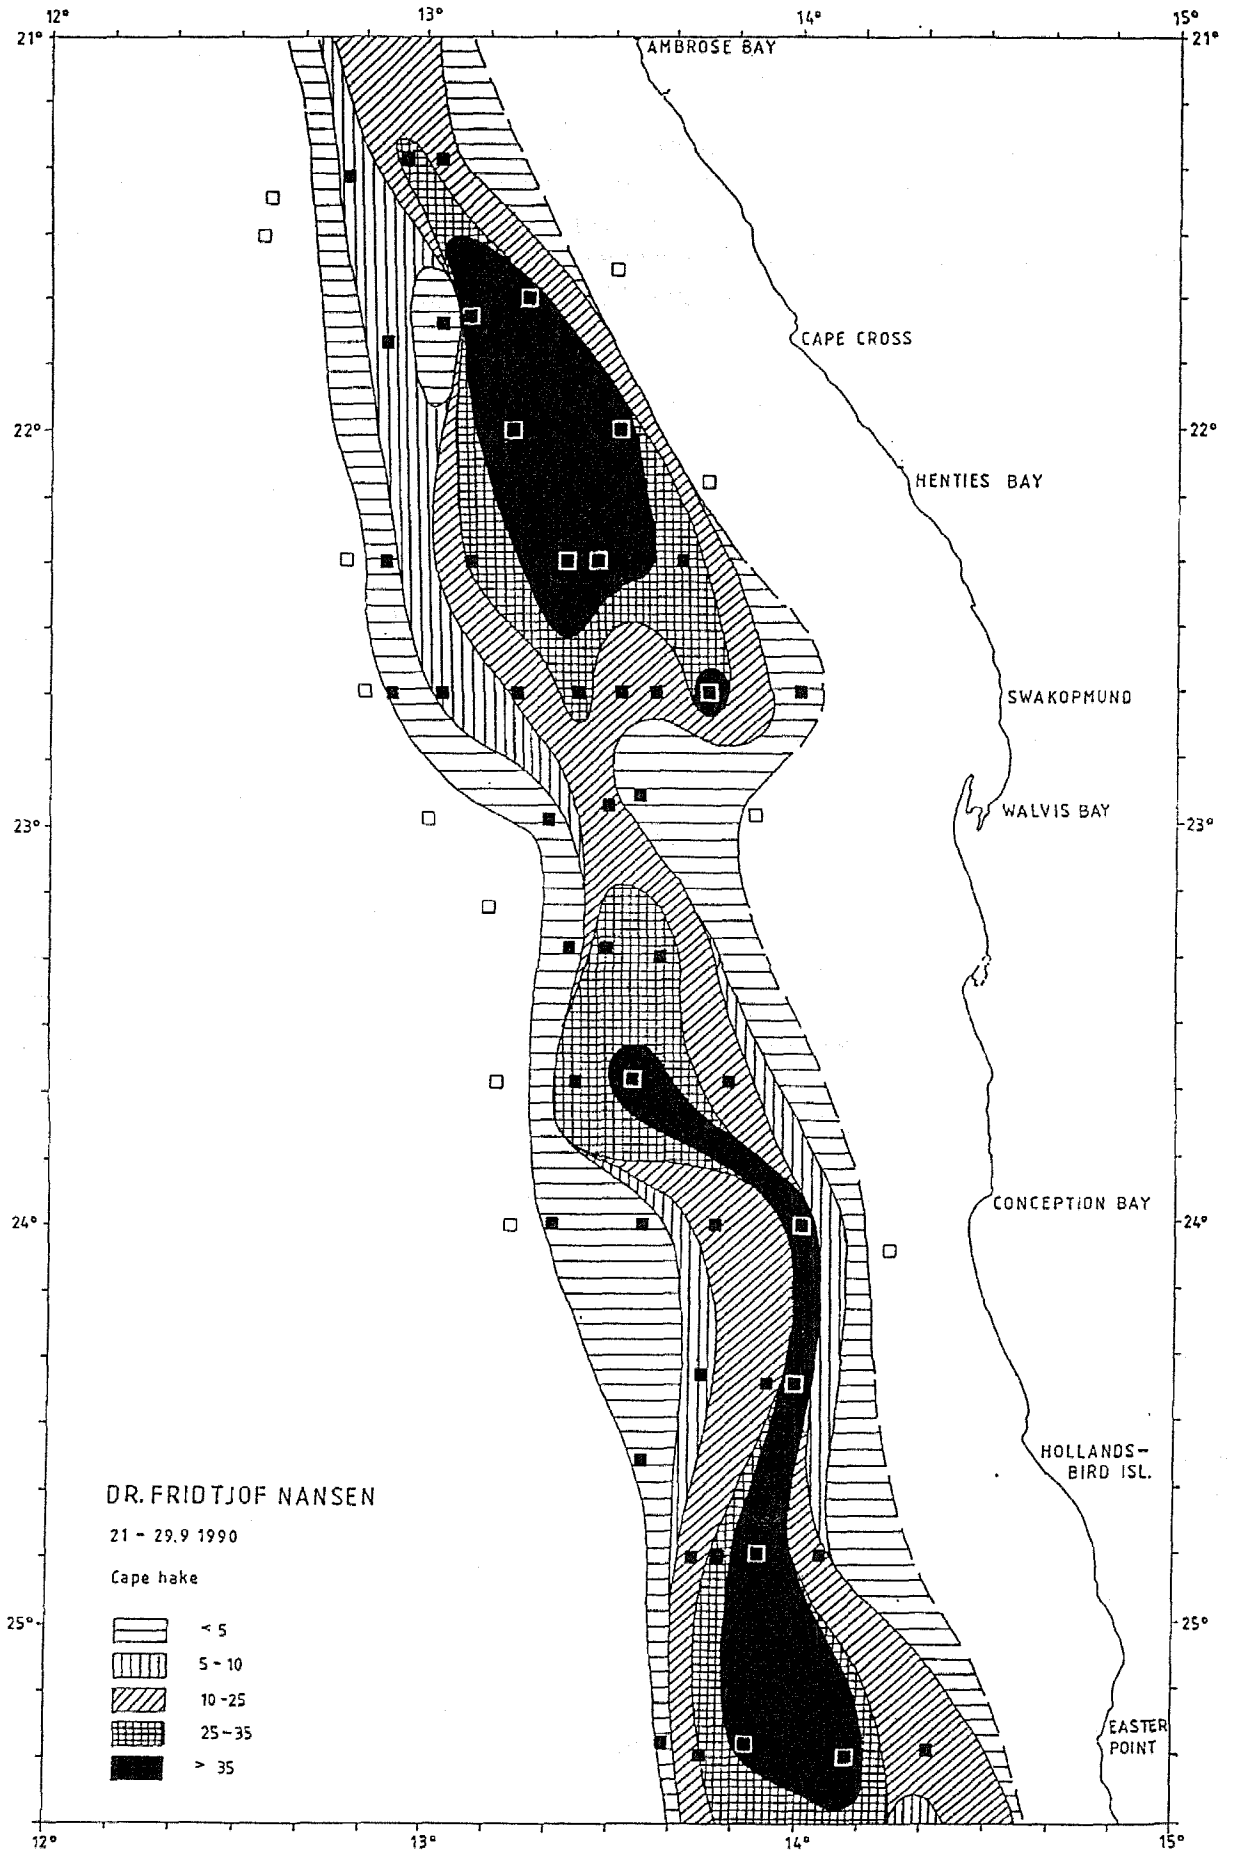 12° 13° 14° 15°
21° 21°
AMBROSE BAY
CAPE CROSS
22° 22°
HENTIES BAY
SWAKOPMUND
WALVIS BAY
23° 23°
CONCEPTION BAY
24° 24°
HOLLANDS-
BIRD ISL.
DR. FRIDTJOF NANSEN
21 - 29.9 1990
Cape hake
< 5
5 - 10
10 - 25
25 - 35
> 35
25° 25°
EASTER
POINT
12° 13° 14° 15°